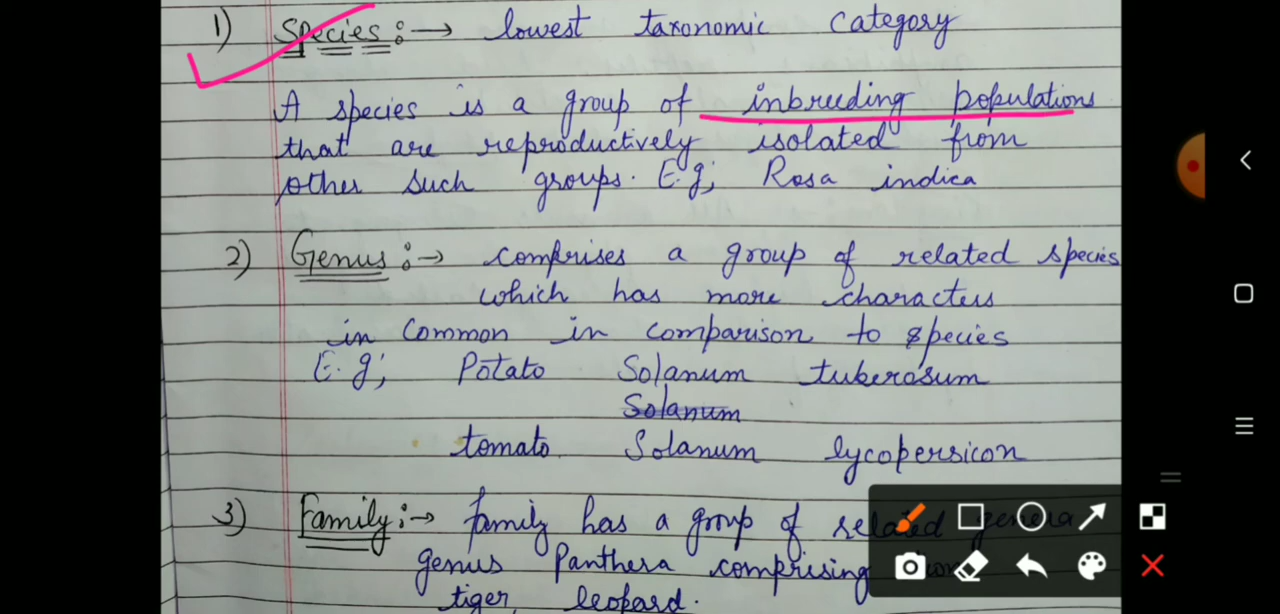 1) Species :→ lowest taxonomic category
A species is a group of inbreeding populations
that are reproductively isolated from
other such groups. E.g; Rosa indica
2) Genus :→ comprises a group of related species
which has more characters
in common in comparison to species
E.g; Potato Solanum tuberosum
Solanum
tomato Solanum lycopersicon
3) Family :→ family has a group of related genera
genus Panthera comprising
tiger, leopard.